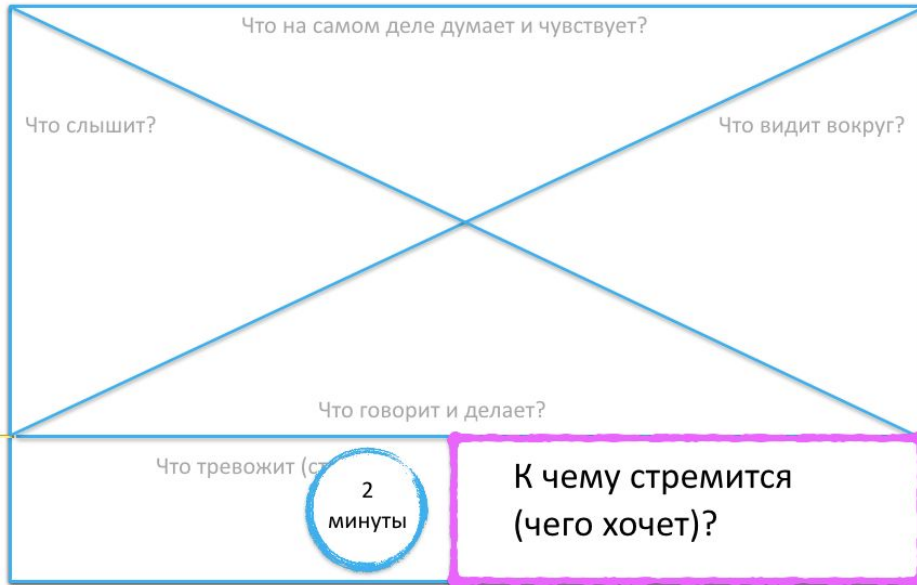 Что на самом деле думает и чувствует?
Что слышит?
Что видит вокруг?
Что говорит и делает?
Что тревожит
2
минуты
К чему стремится
(чего хочет)?